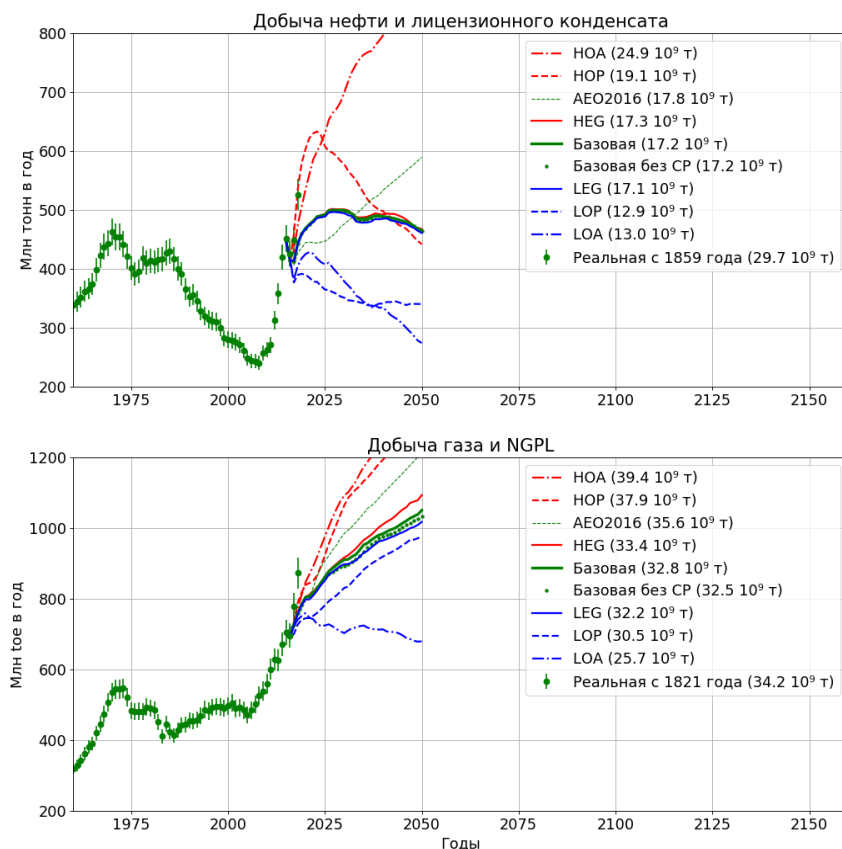 Добыча нефти и лицензионного конденсата
Млн тонн в год
800
700
600
500
400
300
200
HOA (24.9 10⁹ т)
HOP (19.1 10⁹ т)
AEO2016 (17.8 10⁹ т)
HEG (17.3 10⁹ т)
Базовая (17.2 10⁹ т)
Базовая без CP (17.2 10⁹ т)
LEG (17.1 10⁹ т)
LOP (12.9 10⁹ т)
LOA (13.0 10⁹ т)
Реальная с 1859 года (29.7 10⁹ т)
1975 2000 2025 2050 2075 2100 2125 2150
Добыча газа и NGPL
Млн toe в год
1200
1000
800
600
400
200
HOA (39.4 10⁹ т)
HOP (37.9 10⁹ т)
AEO2016 (35.6 10⁹ т)
HEG (33.4 10⁹ т)
Базовая (32.8 10⁹ т)
Базовая без CP (32.5 10⁹ т)
LEG (32.2 10⁹ т)
LOP (30.5 10⁹ т)
LOA (25.7 10⁹ т)
Реальная с 1821 года (34.2 10⁹ т)
1975 2000 2025 2050 2075 2100 2125 2150
Годы